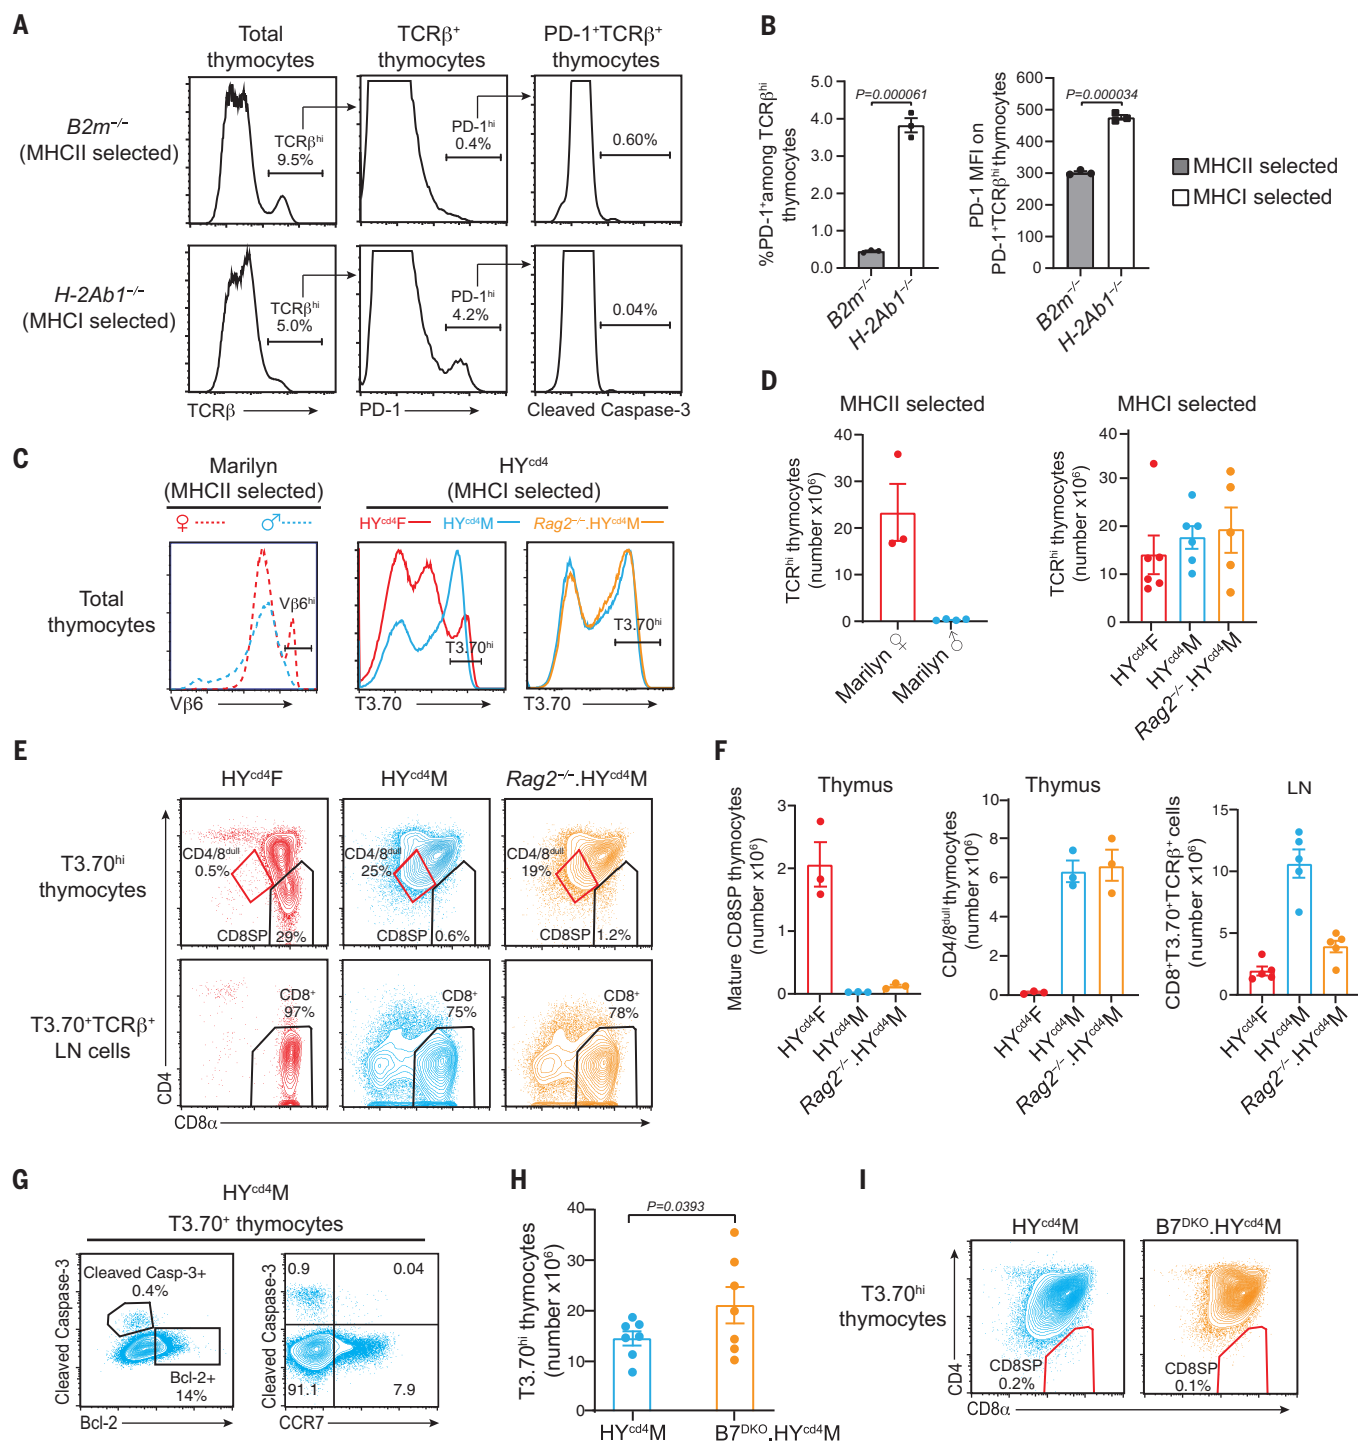 A
Total
thymocytes
TCRβ⁺
thymocytes
PD-1⁺TCRβ⁺
thymocytes
B2m⁻/⁻
(MHCII selected)
TCRβʰⁱ
9.5%
PD-1ʰⁱ
0.4%
0.60%
H-2Ab1⁻/⁻
(MHCI selected)
TCRβʰⁱ
5.0%
PD-1ʰⁱ
4.2%
0.04%
TCRβ
PD-1
Cleaved Caspase-3
B
%PD-1⁺among TCRβʰⁱ
thymocytes
5.0
4.0
3.0
2.0
1.0
0.0
P=0.000061
B2m⁻/⁻
H-2Ab1⁻/⁻
PD-1 MFI on
PD-1⁺TCRβʰⁱ thymocytes
600
500
400
300
200
100
0
P=0.000034
B2m⁻/⁻
H-2Ab1⁻/⁻
MHCII selected
MHCI selected
C
Marilyn
(MHCII selected)
♀
♂
HYᶜᵈ⁴
(MHCI selected)
HYᶜᵈ⁴F
HYᶜᵈ⁴M
Rag2⁻/⁻.HYᶜᵈ⁴M
Total
thymocytes
Vβ6ʰⁱ
T3.70ʰⁱ
T3.70ʰⁱ
Vβ6
T3.70
T3.70
D
MHCII selected
TCRʰⁱ thymocytes
(number x10⁶)
40
30
20
10
0
Marilyn ♀
Marilyn ♂
MHCI selected
TCRʰⁱ thymocytes
(number x10⁶)
40
30
20
10
0
HYᶜᵈ⁴F
HYᶜᵈ⁴M
Rag2⁻/⁻.HYᶜᵈ⁴M
E
HYᶜᵈ⁴F
HYᶜᵈ⁴M
Rag2⁻/⁻.HYᶜᵈ⁴M
T3.70ʰⁱ
thymocytes
CD4/8ᵈᵘˡˡ
0.5%
CD8SP 29%
CD4/8ᵈᵘˡˡ
25%
CD8SP 0.6%
CD4/8ᵈᵘˡˡ
19%
CD8SP 1.2%
T3.70⁺TCRβ⁺
LN cells
CD8⁺
97%
CD8⁺
75%
CD8⁺
78%
CD4
CD8α
F
Thymus
Mature CD8SP thymocytes
(number x10⁶)
3
2
1
0
HYᶜᵈ⁴F
HYᶜᵈ⁴M
Rag2⁻/⁻.HYᶜᵈ⁴M
Thymus
CD4/8ᵈᵘˡˡ thymocytes
(number x10⁶)
10
8
6
4
2
0
HYᶜᵈ⁴F
HYᶜᵈ⁴M
Rag2⁻/⁻.HYᶜᵈ⁴M
LN
CD8⁺T3.70⁺TCRβ⁺ cells
(number x10⁶)
15
10
5
0
HYᶜᵈ⁴F
HYᶜᵈ⁴M
Rag2⁻/⁻.HYᶜᵈ⁴M
G
HYᶜᵈ⁴M
T3.70⁺ thymocytes
Cleaved Caspase-3
Cleaved Casp-3+
0.4%
Bcl-2+
14%
Bcl-2
Cleaved Caspase-3
0.9
0.04
91.1
7.9
CCR7
H
T3.70ʰⁱ thymocytes
(number x10⁶)
40
30
20
10
0
P=0.0393
HYᶜᵈ⁴M
B7ᴰᴷᴼ.HYᶜᵈ⁴M
I
HYᶜᵈ⁴M
B7ᴰᴷᴼ.HYᶜᵈ⁴M
T3.70ʰⁱ
thymocytes
CD8SP
0.2%
CD8SP
0.1%
CD4
CD8α